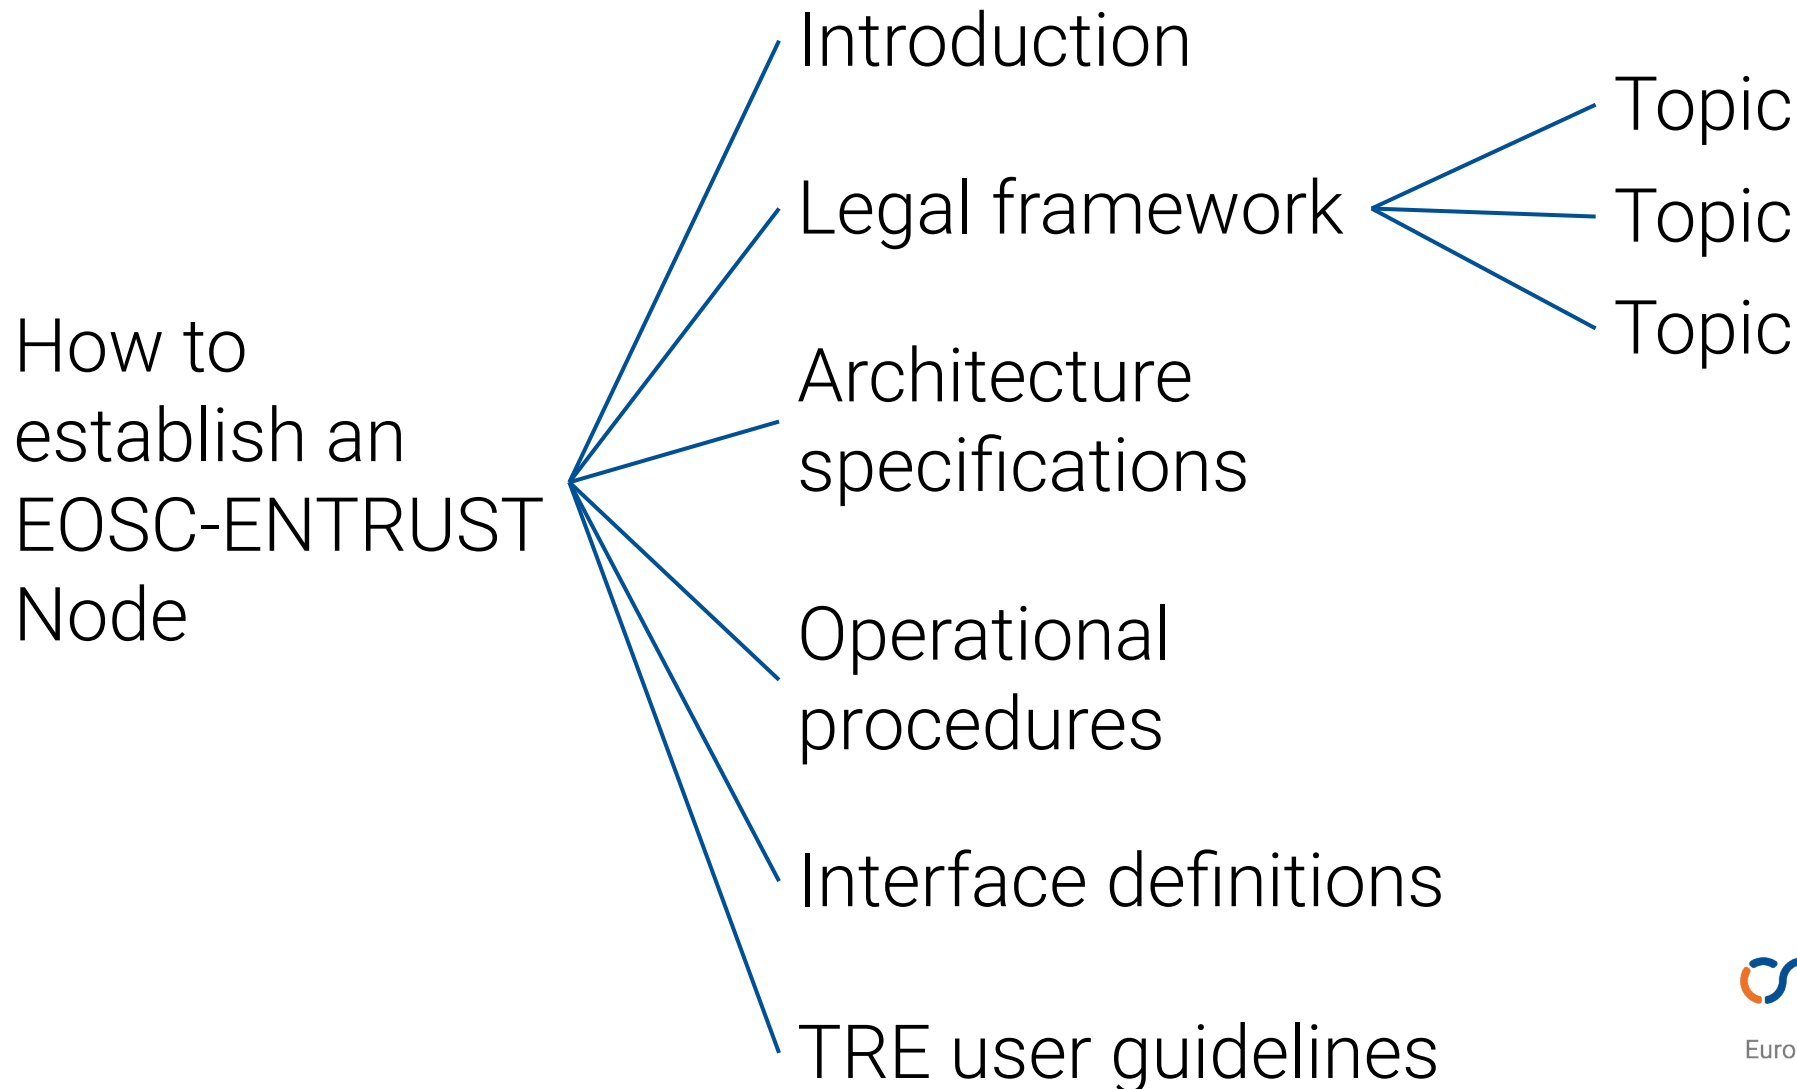 How to
establish an
EOSC-ENTRUST
Node
Introduction
Legal framework
Architecture
specifications
Operational
procedures
Interface definitions
TRE user guidelines
Topic
Topic
Topic
Euro